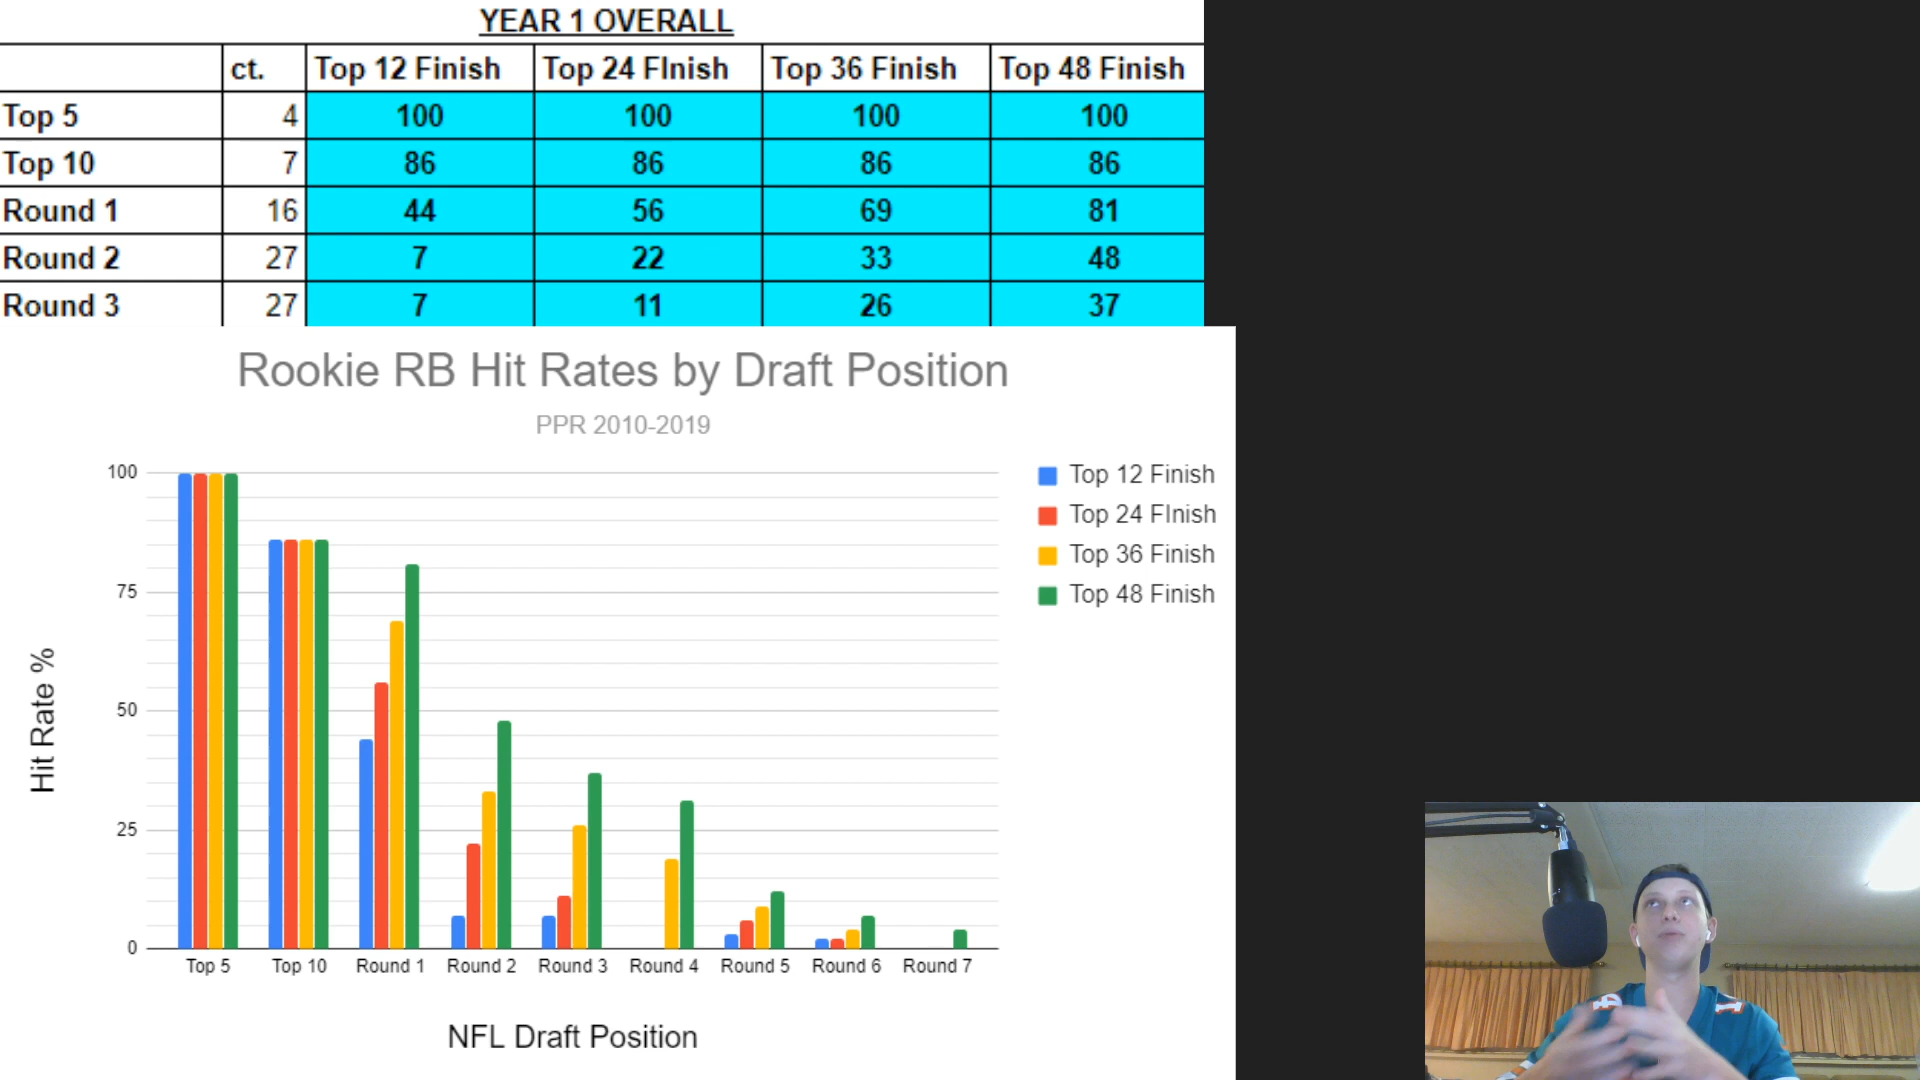 YEAR 1 OVERALL
ct. Top 12 Finish Top 24 FInish Top 36 Finish Top 48 Finish
Top 5 4 100 100 100 100
Top 10 7 86 86 86 86
Round 1 16 44 56 69 81
Round 2 27 7 22 33 48
Round 3 27 7 11 26 37
Rookie RB Hit Rates by Draft Position
PPR 2010-2019
100
75
50
25
0
Hit Rate %
Top 12 Finish
Top 24 FInish
Top 36 Finish
Top 48 Finish
Top 5 Top 10 Round 1 Round 2 Round 3 Round 4 Round 5 Round 6 Round 7
NFL Draft Position